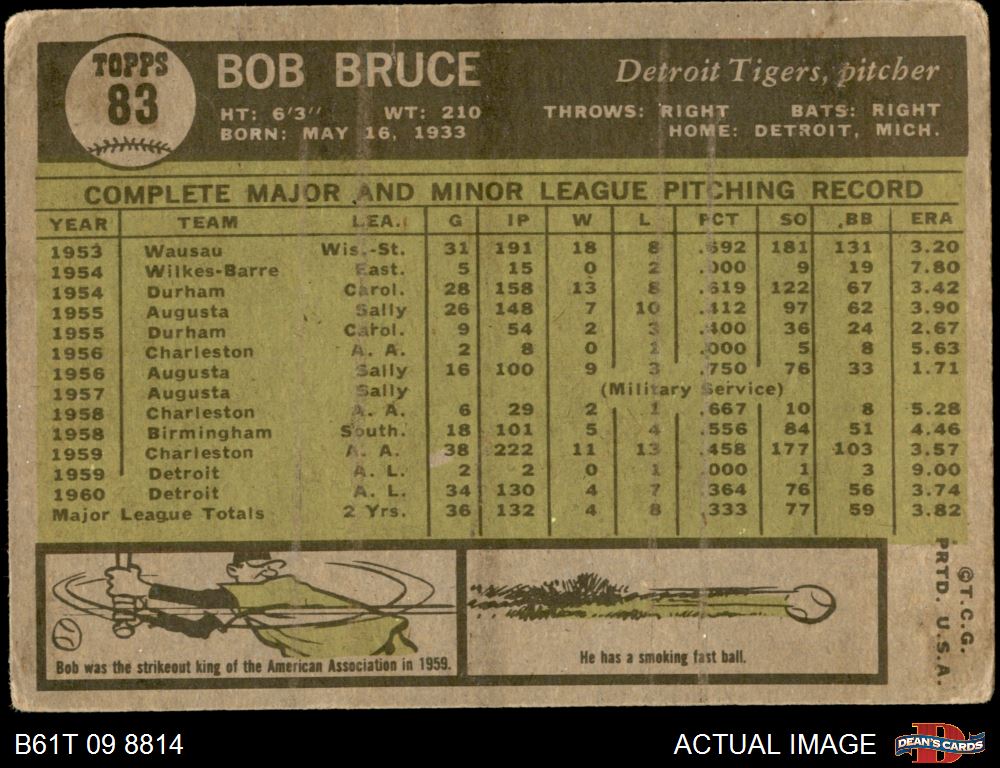 TOPPS
83
BOB BRUCE
Detroit Tigers, pitcher
HT: 6'3" WT: 210 THROWS: RIGHT BATS: RIGHT
BORN: MAY 16, 1933 HOME: DETROIT, MICH.
COMPLETE MAJOR AND MINOR LEAGUE PITCHING RECORD
YEAR TEAM LEA. G IP W L PCT SO BB ERA
1953 Wausau Wis.-St. 31 191 18 8 .692 181 131 3.20
1954 Wilkes-Barre East. 5 15 0 2 .000 9 19 7.80
1954 Durham Carol. 28 158 13 8 .619 122 67 3.42
1955 Augusta Sally 26 148 7 10 .412 97 62 3.90
1955 Durham Carol. 9 54 2 3 .400 36 24 2.67
1956 Charleston A. A. 2 8 0 1 .000 5 8 5.63
1956 Augusta Sally 16 100 9 3 .750 76 33 1.71
1957 Augusta Sally (Military Service)
1958 Charleston A. A. 6 29 2 1 .667 10 8 5.28
1958 Birmingham South. 18 101 5 4 .556 84 51 4.46
1959 Charleston A. A. 38 222 11 13 .458 177 103 3.57
1959 Detroit A. L. 2 2 0 1 .000 1 3 9.00
1960 Detroit A. L. 34 130 4 7 .364 76 56 3.74
Major League Totals 2 Yrs. 36 132 4 8 .333 77 59 3.82
Bob was the strikeout king of the American Association in 1959.
He has a smoking fast ball.
©T.C.G.
PRTD. U.S.A.
B61T 09 8814
ACTUAL IMAGE
DEAN'S CARDS